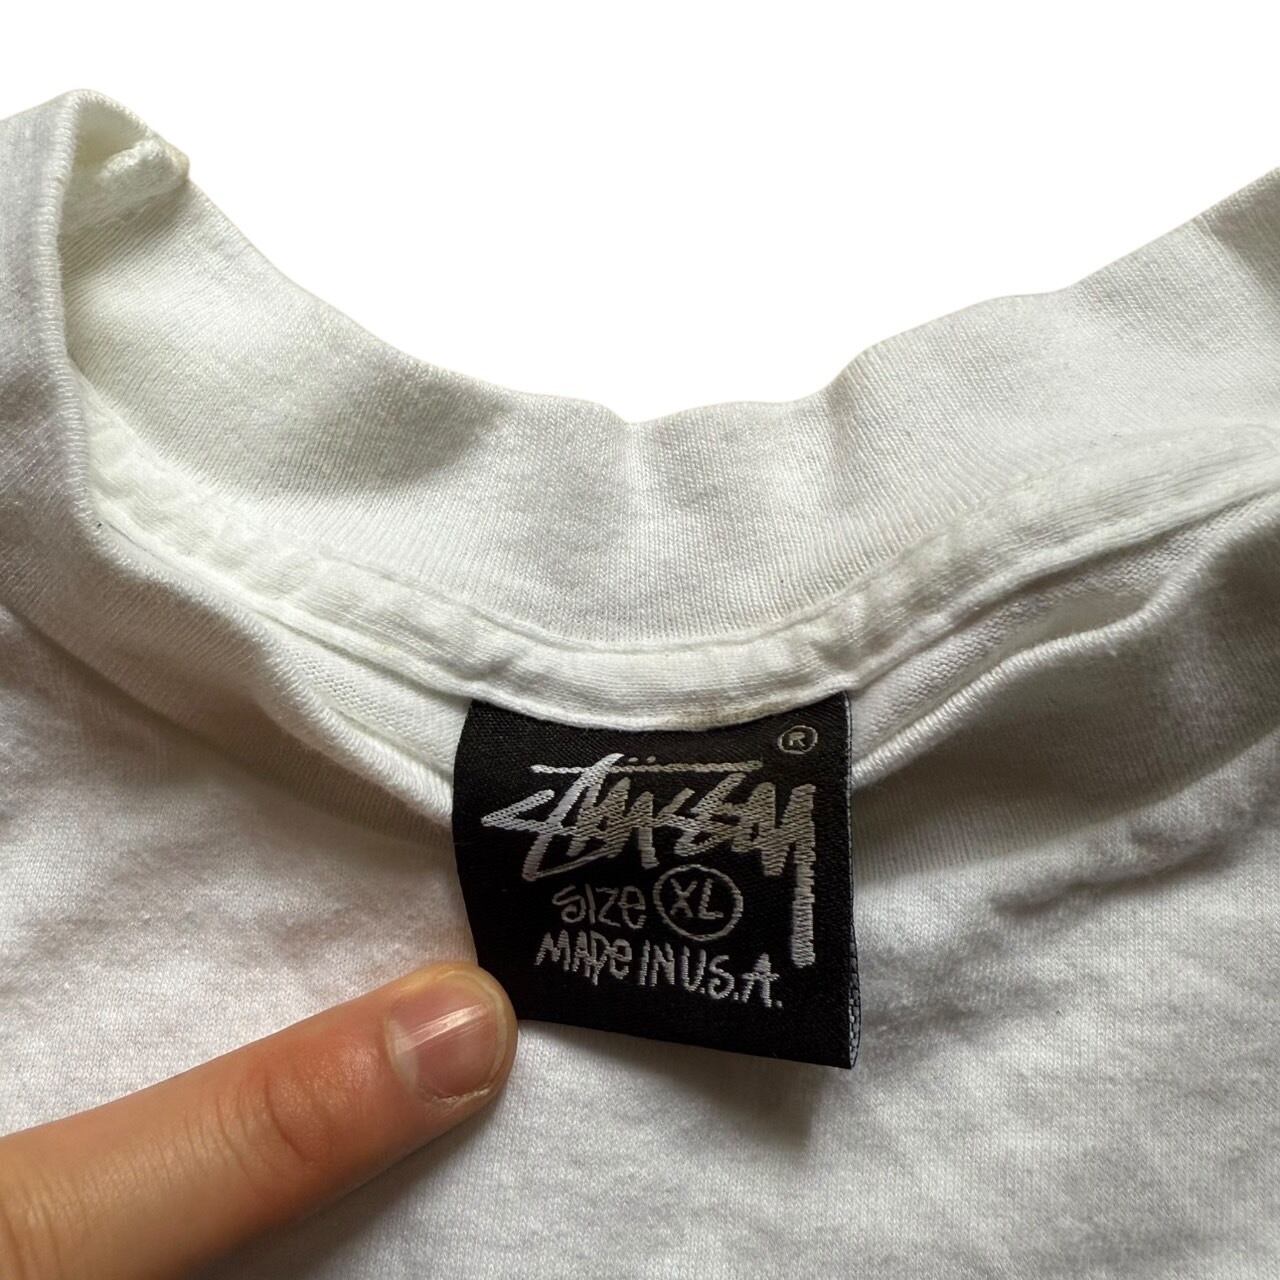 ®
Stüssy
SIZE XL
MADE IN U.S.A.